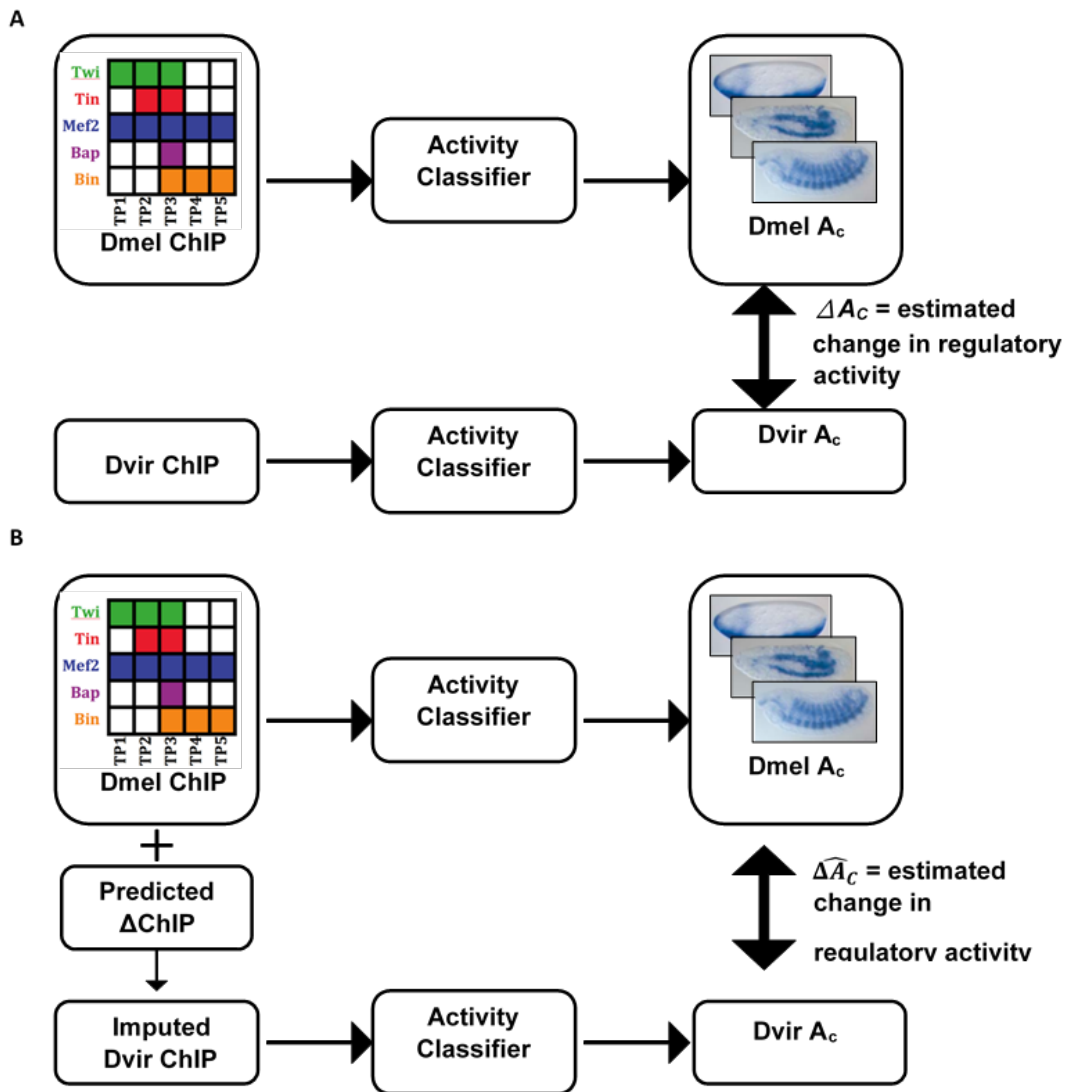 A
Twi
Tin
Mef2
Bap
Bin
TP1 TP2 TP3 TP4 TP5
Dmel ChIP
Activity
Classifier
Dmel Ac
ΔAC = estimated
change in regulatory
activity
Dvir ChIP
Activity
Classifier
Dvir Ac
B
Twi
Tin
Mef2
Bap
Bin
TP1 TP2 TP3 TP4 TP5
Dmel ChIP
Activity
Classifier
Dmel Ac
+
Predicted
ΔChIP
Δ̂A_C = estimated
change in
regulatory activity
Imputed
Dvir ChIP
Activity
Classifier
Dvir Ac